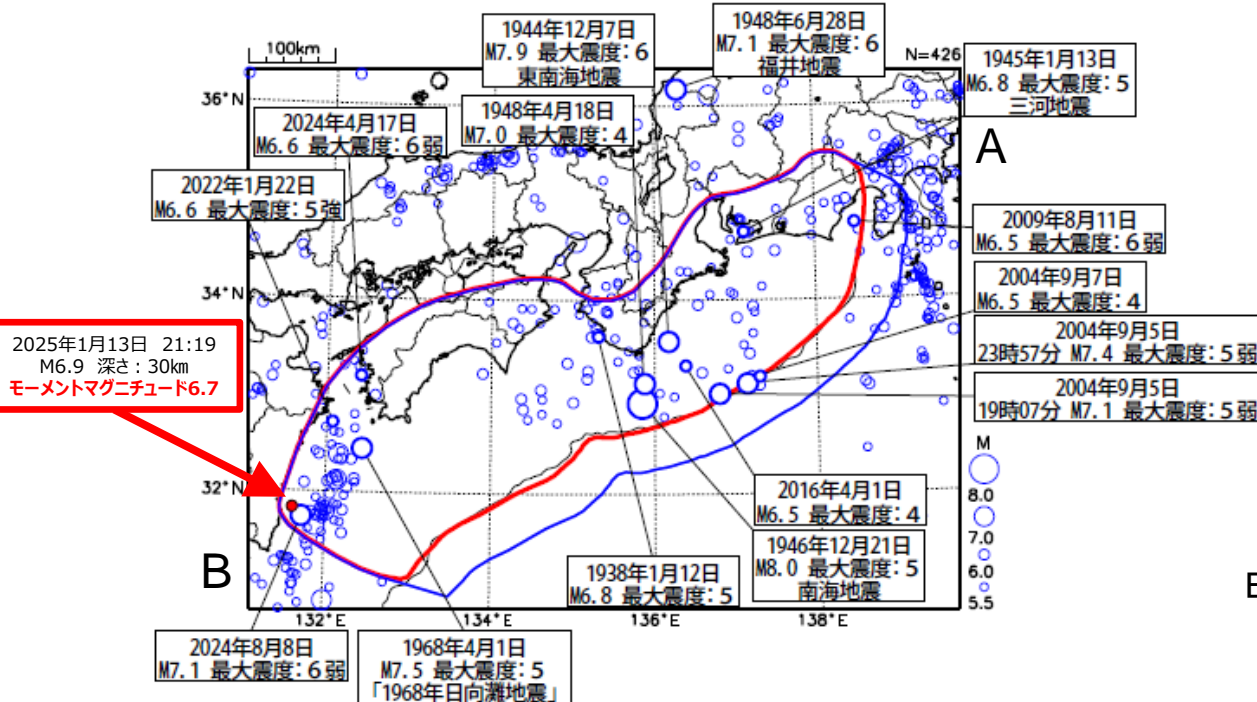 1944年12月7日
M7.9 最大震度：6
東南海地震
1948年6月28日
M7.1 最大震度：6
福井地震
N=426
1945年1月13日
M6.8 最大震度：5
三河地震
100km
36°N
2024年4月17日
M6.6 最大震度：6弱
1948年4月18日
M7.0 最大震度：4
A
2022年1月22日
M6.6 最大震度：5強
2009年8月11日
M6.5 最大震度：6弱
2004年9月7日
M6.5 最大震度：4
34°N
2004年9月5日
23時57分 M7.4 最大震度：5弱
2004年9月5日
19時07分 M7.1 最大震度：5弱
2025年1月13日 21:19
M6.9 深さ：30㎞
モーメントマグニチュード6.7
M
8.0
7.0
6.0
5.5
32°N
2016年4月1日
M6.5 最大震度：4
1946年12月21日
M8.0 最大震度：5
南海地震
1938年1月12日
M6.8 最大震度：5
B
132°E
134°E
136°E
138°E
2024年8月8日
M7.1 最大震度：6弱
1968年4月1日
M7.5 最大震度：5
「1968年日向灘地震」